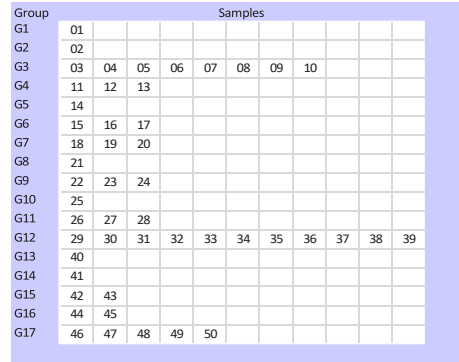 Group Samples
G1 01
G2 02
G3 03 04 05 06 07 08 09 10
G4 11 12 13
G5 14
G6 15 16 17
G7 18 19 20
G8 21
G9 22 23 24
G10 25
G11 26 27 28
G12 29 30 31 32 33 34 35 36 37 38 39
G13 40
G14 41
G15 42 43
G16 44 45
G17 46 47 48 49 50